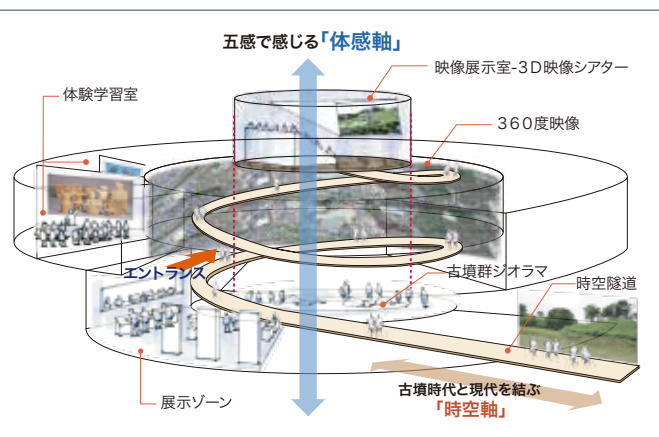 五感で感じる「体感軸」
映像展示室-3D映像シアター
体験学習室
360度映像
エントランス
古墳群ジオラマ
時空隧道
展示ゾーン
古墳時代と現代を結ぶ
「時空軸」